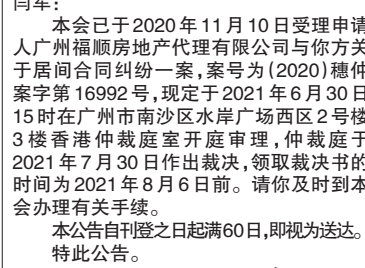 闫军：
本会已于2020年11月10日受理申请
人广州福顺房地产代理有限公司与你方关
于居间合同纠纷一案，案号为(2020)穗仲
案字第16992号，现定于2021年6月30日
15时在广州市南沙区水岸广场西区2号楼
3楼香港仲裁庭室开庭审理，仲裁庭于
2021年7月30日作出裁决，领取裁决书的
时间为2021年8月6日前。请你及时到本
会办理有关手续。
本公告自刊登之日起满60日，即视为送达。
特此公告。